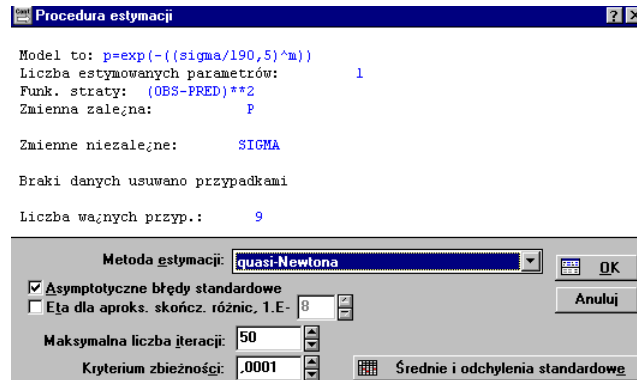 Procedura estymacji
Model to: p=exp(-((sigma/190,5)^m))
Liczba estymowanych parametrów: 1
Funk. straty: (OBS-PRED)**2
Zmienna zale¿na: P
Zmienne niezale¿ne: SIGMA
Braki danych usuwano przypadkami
Liczba wa¿nych przyp.: 9
Metoda estymacji: quasi-Newtona
OK
Asymptotyczne błędy standardowe
Eta dla aproks. skończ. różnic, 1.E- 8
Anuluj
Maksymalna liczba iteracji: 50
Kryterium zbieżności: ,0001
Średnie i odchylenia standardowe